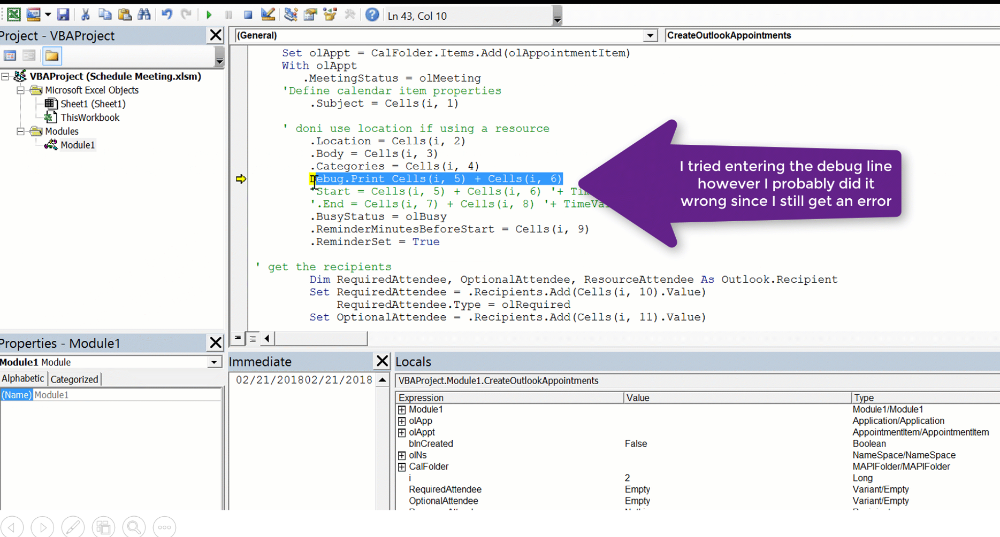 Ln 43, Col 10
Project - VBAProject
(General)
CreateOutlookAppointments
VBAProject (Schedule Meeting.xlsm)
Microsoft Excel Objects
Sheet1 (Sheet1)
ThisWorkbook
Modules
Module1
Set olAppt = CalFolder.Items.Add(olAppointmentItem)
With olAppt
.MeetingStatus = olMeeting
'Define calendar item properties
.Subject = Cells(i, 1)
' doni use location if using a resource
.Location = Cells(i, 2)
.Body = Cells(i, 3)
.Categories = Cells(i, 4)
Debug.Print Cells(i, 5) + Cells(i, 6)
'Start = Cells(i, 5) + Cells(i, 6) '+ Tim
'.End = Cells(i, 7) + Cells(i, 8) '+ TimeVal
.BusyStatus = olBusy
.ReminderMinutesBeforeStart = Cells(i, 9)
.ReminderSet = True
' get the recipients
Dim RequiredAttendee, OptionalAttendee, ResourceAttendee As Outlook.Recipient
Set RequiredAttendee = .Recipients.Add(Cells(i, 10).Value)
RequiredAttendee.Type = olRequired
Set OptionalAttendee = .Recipients.Add(Cells(i, 11).Value)
I tried entering the debug line
however I probably did it
wrong since I still get an error
Properties - Module1
Module1 Module
Alphabetic Categorized
(Name) Module1
Immediate
02/21/201802/21/2018
Locals
VBAProject.Module1.CreateOutlookAppointments
Expression Value Type
Module1 Module1/Module1
olApp Application/Application
olAppt AppointmentItem/AppointmentItem
blnCreated False Boolean
olNs NameSpace/NameSpace
CalFolder MAPIFolder/MAPIFolder
i 2 Long
RequiredAttendee Empty Variant/Empty
OptionalAttendee Empty Variant/Empty